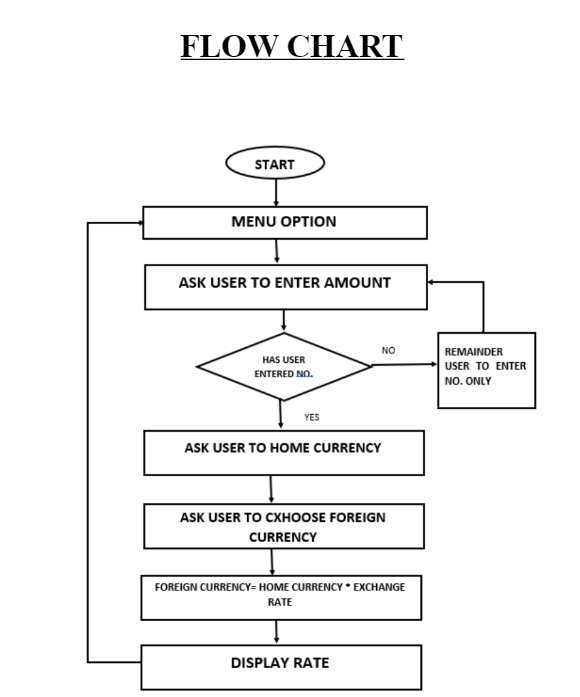 FLOW CHART
START
MENU OPTION
ASK USER TO ENTER AMOUNT
HAS USER
ENTERED NO.
NO
REMAINDER
USER TO ENTER
NO. ONLY
YES
ASK USER TO HOME CURRENCY
ASK USER TO CXHOOSE FOREIGN
CURRENCY
FOREIGN CURRENCY= HOME CURRENCY * EXCHANGE
RATE
DISPLAY RATE